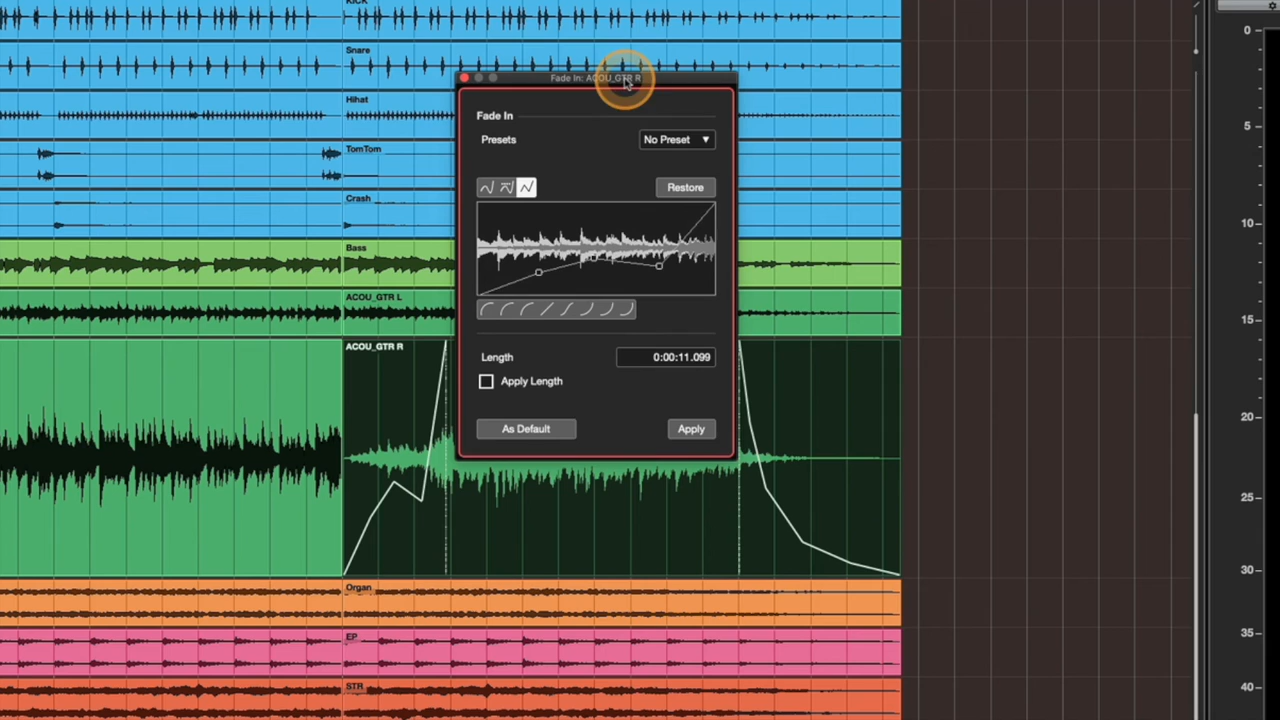 KICK
Snare
Hihat
TomTom
Crash
Bass
ACOU_GTR L
ACOU_GTR R
Organ
EP
STR
Fade In: ACOU_GTR R
Fade In
Presets
No Preset ▼
Restore
Length
0:00:11.099
Apply Length
As Default
Apply
0-
5-
10-
15-
20-
25-
30-
35-
40-